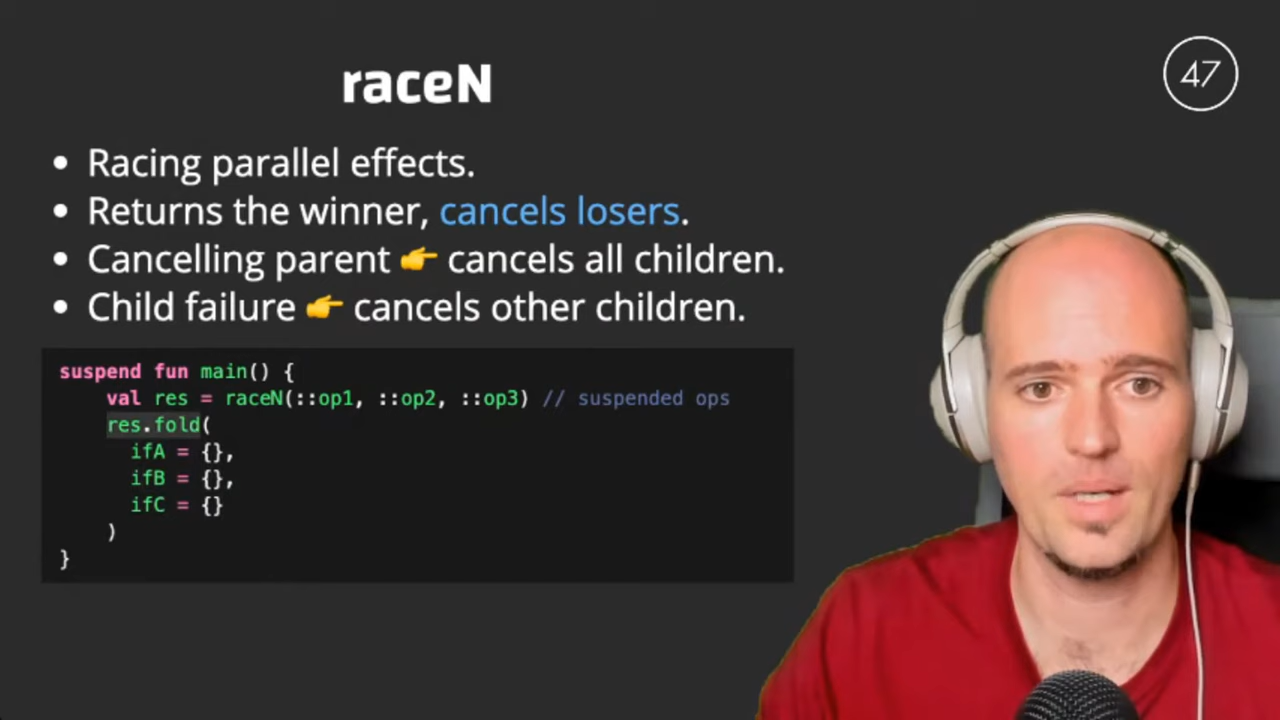 raceN
47
• Racing parallel effects.
• Returns the winner, cancels losers.
• Cancelling parent 👉 cancels all children.
• Child failure 👉 cancels other children.
suspend fun main() {
    val res = raceN(::op1, ::op2, ::op3) // suspended ops
    res.fold(
      ifA = {},
      ifB = {},
      ifC = {}
    )
}